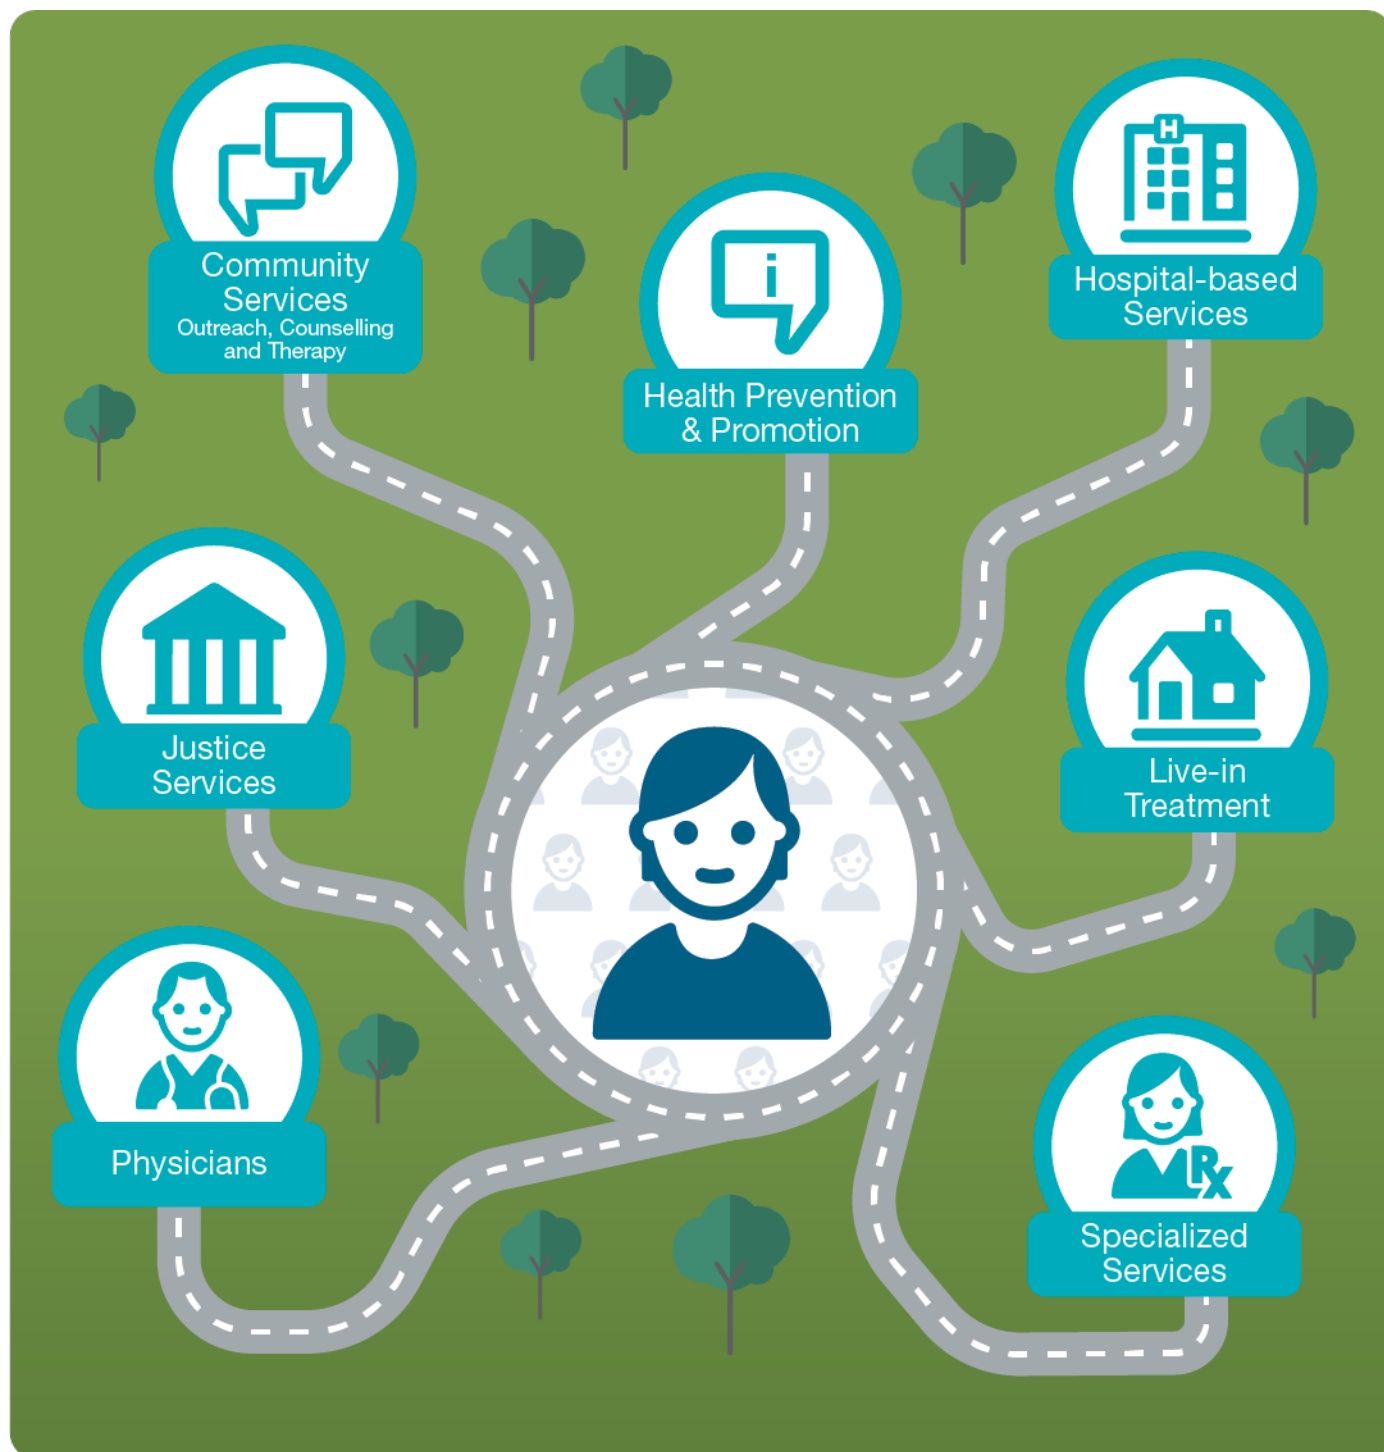 Community
Services
Outreach, Counselling
and Therapy
i
Health Prevention
& Promotion
H
Hospital-based
Services
Justice
Services
Live-in
Treatment
Physicians
Rx
Specialized
Services